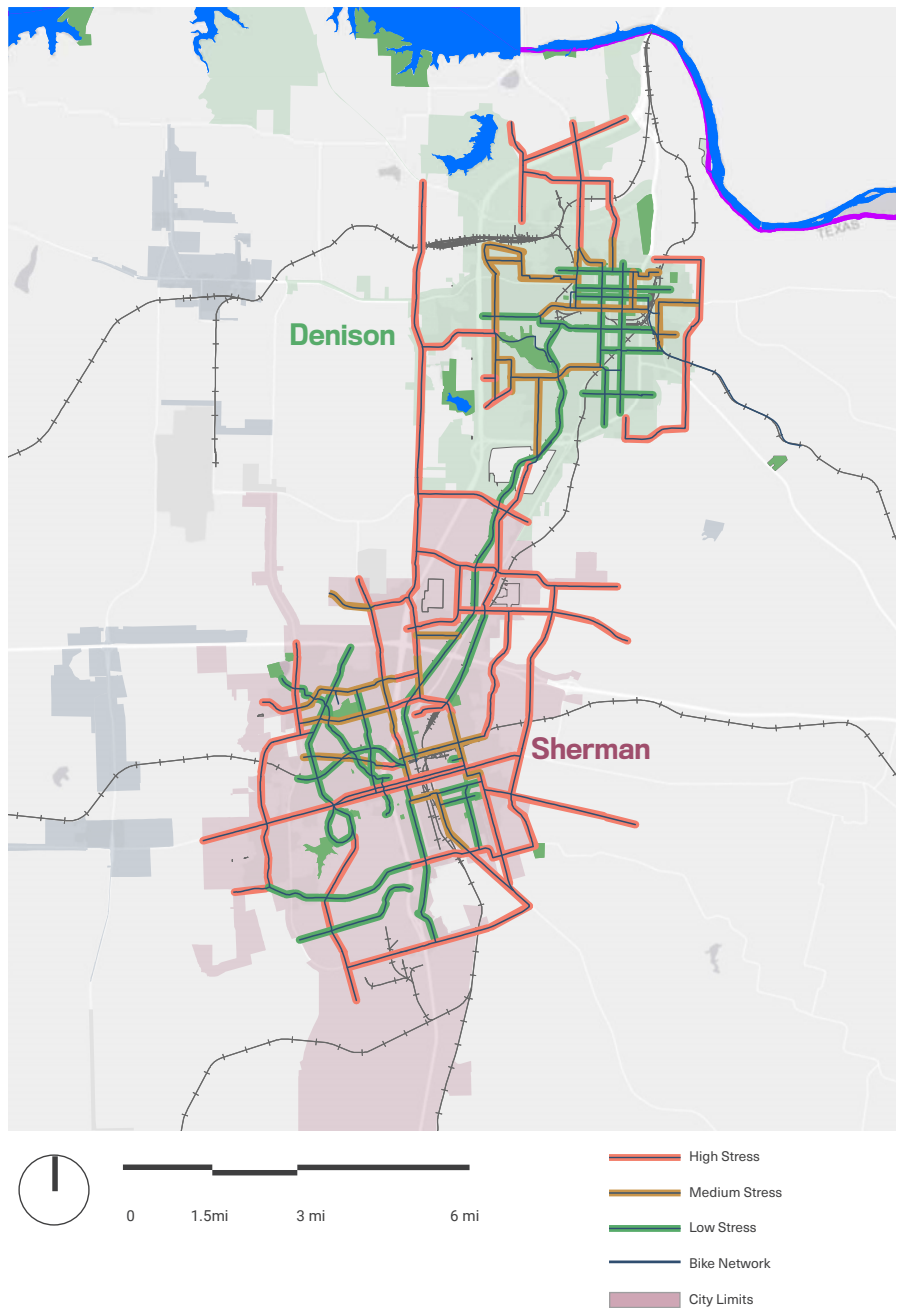 TEXAS
Denison
Sherman
0 1.5mi 3 mi 6 mi
High Stress
Medium Stress
Low Stress
Bike Network
City Limits